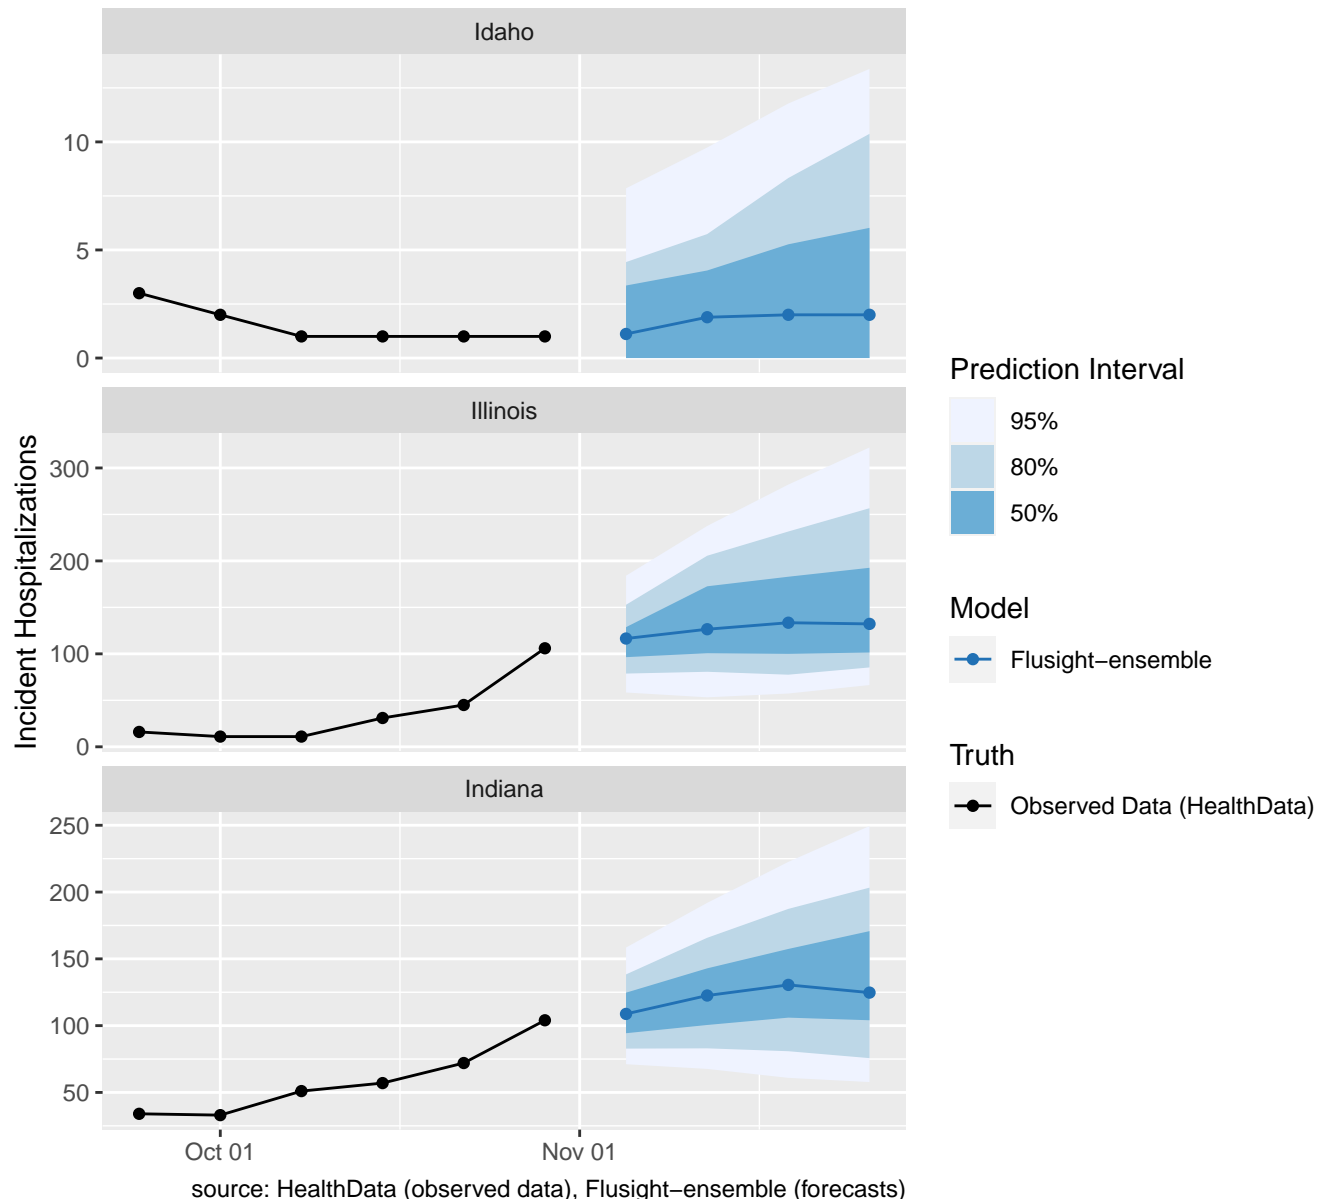 Idaho
10
5
0
Illinois
300
200
100
0
Indiana
250
200
150
100
50
Oct 01
Nov 01
Incident Hospitalizations
source: HealthData (observed data), Flusight−ensemble (forecasts)
Prediction Interval
95%
80%
50%
Model
Flusight−ensemble
Truth
Observed Data (HealthData)